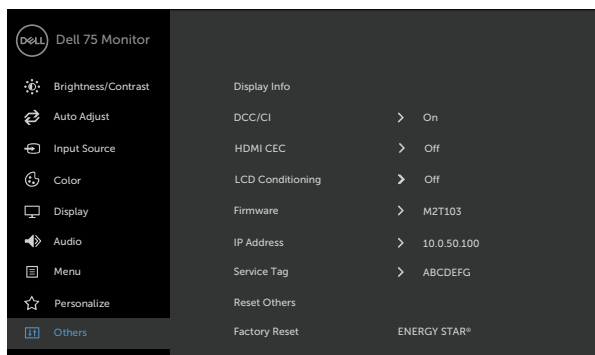 DELL Dell 75 Monitor
Brightness/Contrast Display Info
Auto Adjust DCC/CI On
Input Source HDMI CEC Off
Color LCD Conditioning Off
Display Firmware M2T103
Audio IP Address 10.0.50.100
Menu Service Tag ABCDEFG
Personalize Reset Others
Others Factory Reset ENERGY STAR®